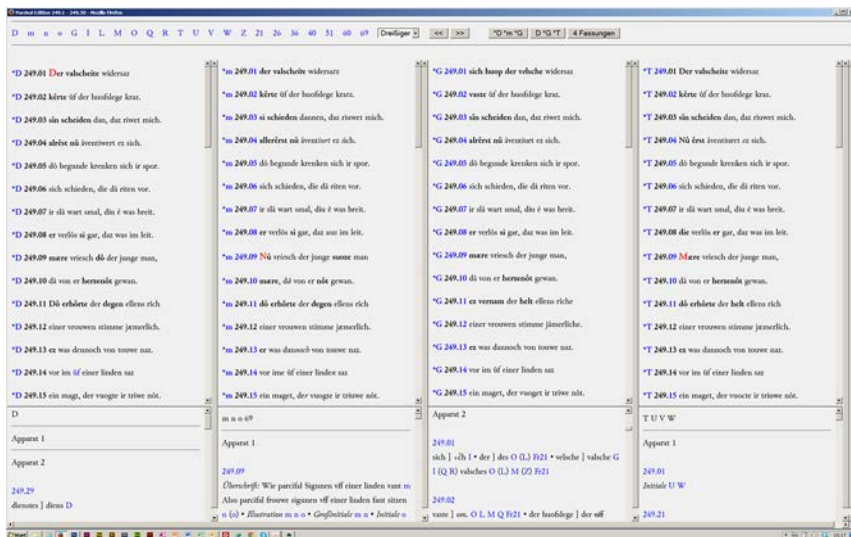 Parzival Edition 249.1 - 249.30 - Mozilla Firefox
D m n o G I L M O Q R T U V W Z 21 26 36 40 51 60 69 Dreißiger << >> *D *m *G *D *G *T 4 Fassungen
*D 249.01 Der valscheite widersaz
*D 249.02 kêrte ûf der huofslege kraz.
*D 249.03 sîn scheiden dan, daz riwet mich.
*D 249.04 alrêst nû âventiwert ez sich.
*D 249.05 dô begunde krenken sich ir spor.
*D 249.06 sich schieden, die dâ riten vor.
*D 249.07 ir slâ wart smal, diu ê was breit.
*D 249.08 er verlôs si gar, daz was im leit.
*D 249.09 mære vriesch dô der junge man,
*D 249.10 dâ von er herzenôt gewan.
*D 249.11 Dô erhôrte der degen ellens rich
*D 249.12 einer vrouwen stimme jæmerlich.
*D 249.13 ez was dennoch von touwe naz.
*D 249.14 vor im ûf einer linden saz
*D 249.15 ein magt, der vuogte ir triwe nôt.
D
Apparat 1
Apparat 2
249.29
dienstes ] diens D
*m 249.01 der valscheite widersatz
*m 249.02 kêrte ûf der huofslege kratz.
*m 249.03 si schieden dannen, daz riuwet mich.
*m 249.04 allerêrst nû âventiurt ez sich.
*m 249.05 dô begunde krenken sich ir spor.
*m 249.06 sich schieden, die dâ riten vor.
*m 249.07 ir slâ wart smal, diu ê was breit.
*m 249.08 er verlôs si gar, daz was im leit.
*m 249.09 Nû vriesch der junge suoze man
*m 249.10 mære, dâ von er nôt gewan.
*m 249.11 dô erhôrte der degen ellens rich
*m 249.12 einer vrouwen stimme jæmerlich.
*m 249.13 er was dannoch von touwe naz.
*m 249.14 vor ime ûf einer linden saz
*m 249.15 ein maget, der vuogte ir triuwe nôt.
m n o 69
Apparat 1
249.09
Überschrift: Wie parcifal Sigunen vff einer linden vant m
Also parcifal frouwe sigunen vff einer linden fant sitzen
n (o) • Illustration m n o • Großinitiale m n • Initiale o
*G 249.01 sich huop der velsche widersaz
*G 249.02 vaste ûf der huofslege kraz.
*G 249.03 sîn scheiden dan, daz riwet mich.
*G 249.04 alrêrst nû âventiuret ez sich.
*G 249.05 dô begunde krenken sich ir spor.
*G 249.06 sich schieden, die dâ riten vor.
*G 249.07 ir slâ wart smal, diu ê was breit.
*G 249.08 er verlôs si gar, daz was im leit.
*G 249.09 mære vriesch der junge man,
*G 249.10 dâ von er herzenôt gewan.
*G 249.11 ez vernam der helt ellens riche
*G 249.12 einer vrouwen stimme jâmerliche.
*G 249.13 ez was dannoch von touwe naz.
*G 249.14 vor im ûf einer linden saz
*G 249.15 ein maget, der vuoget ir triwe nôt.
Apparat 2
249.01
der ] des O (L) Fr21 • velsche ] valsche G
I (Q R) valsches O (L) M (Z) Fr21
249.02
vaste ] om. O L M Q Fr21 • der huofslege ] der uff
*T 249.01 Der valscheite widersaz
*T 249.02 kêrte ûf der huofslege kraz.
*T 249.03 sîn scheiden dan, daz riuwet mich.
*T 249.04 Nû êrst âventiuret ez sich.
*T 249.05 dô begunde krenken sich ir spor.
*T 249.06 sich schieden, die dâ riten vor.
*T 249.07 ir slâ wart smal, diu ê was breit.
*T 249.08 die verlôs er gar, daz was im leit.
*T 249.09 Mære vriesch der junge man,
*T 249.10 dâ von er herzenôt gewan.
*T 249.11 dô erhôrte der helt ellens rich
*T 249.12 einer vrouwen stimme jæmerlich.
*T 249.13 ez was dannoch von touwe naz.
*T 249.14 vor im ûf einer linden saz
*T 249.15 ein maget, der vuocte ir triuwe nôt.
T U V W
Apparat 1
249.01
Initiale U W
249.21
Start